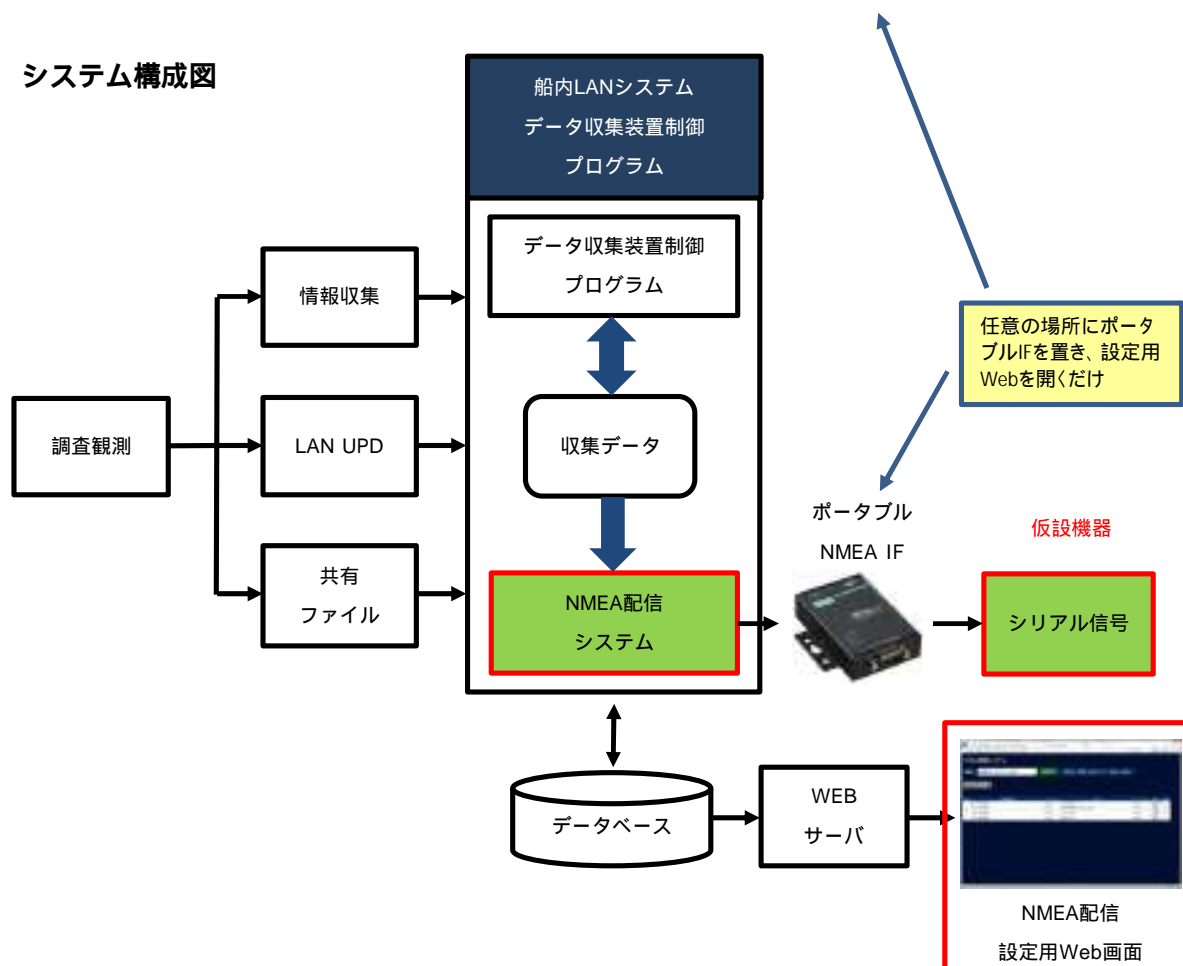 システム構成図
船内LANシステム
データ収集装置制御
プログラム
データ収集装置制御
プログラム
情報収集
任意の場所にポータ
ブルIFを置き、設定用
Webを開くだけ
調査観測
LAN UPD
収集データ
ポータブル
NMEA IF
仮設機器
共有
ファイル
NMEA配信
システム
シリアル信号
データベース
WEB
サーバ
NMEA配信
設定用Web画面